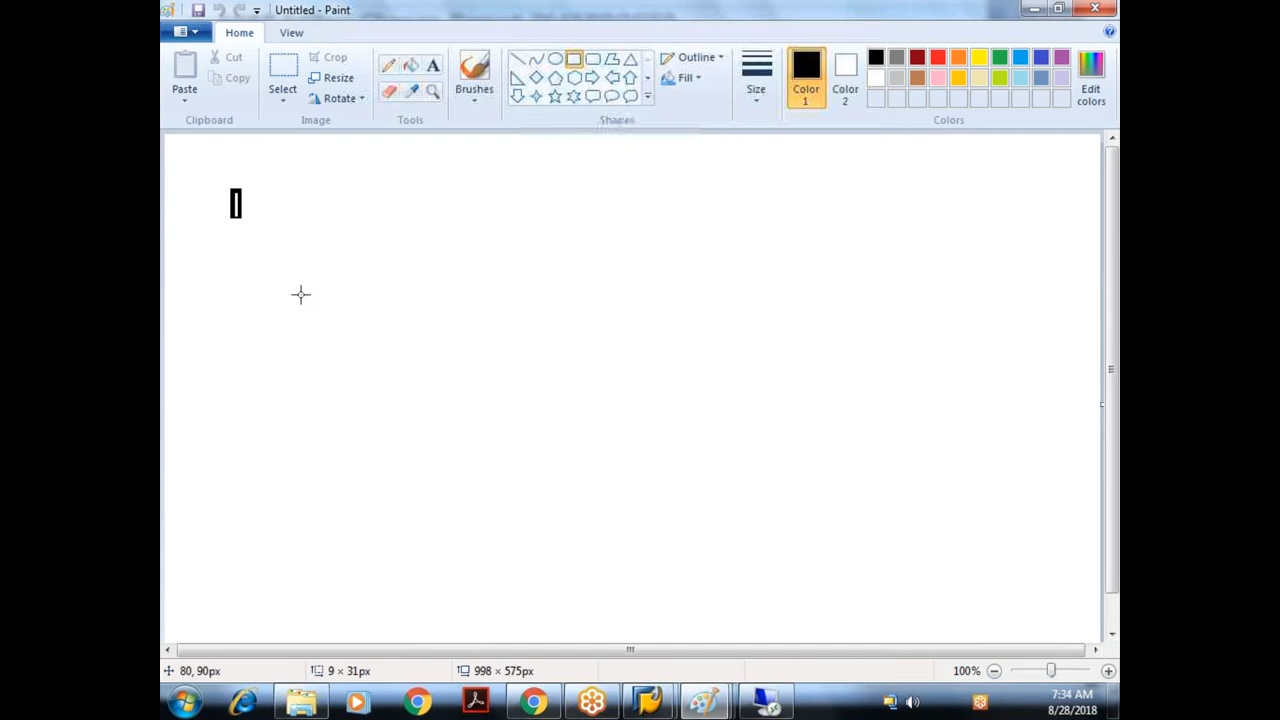 Untitled - Paint
Home View
Paste
Cut
Copy
Clipboard
Select
Crop
Resize
Rotate
Image
A
Tools
Brushes
Outline
Fill
Shapes
Size
Color 1
Color 2
Edit colors
Colors
80, 90px 9 × 31px 998 × 575px 100%
7:34 AM
8/28/2018